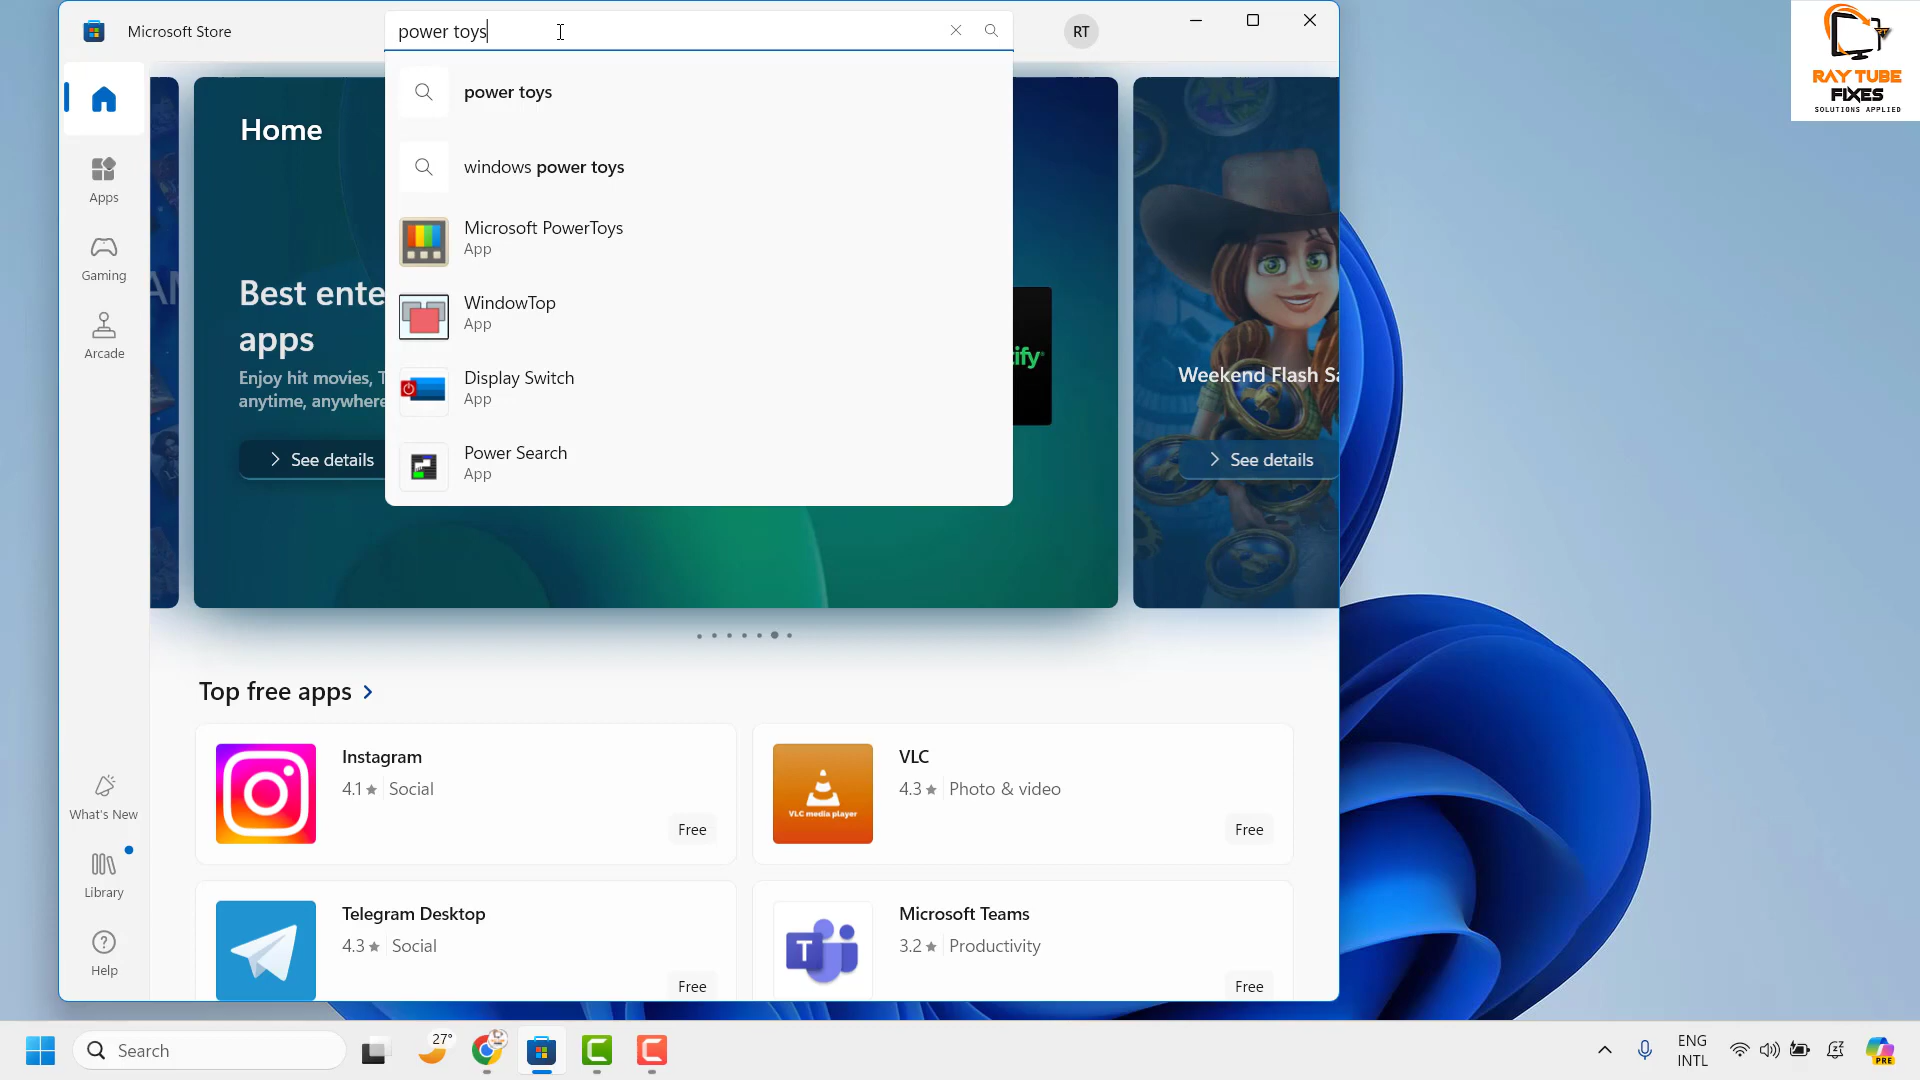 Microsoft Store
power toys
RT
RAY TUBE
FIXES
SOLUTIONS APPLIED
power toys
windows power toys
Microsoft PowerToys
App
WindowTop
App
Display Switch
App
Power Search
App
Home
Apps
Gaming
Arcade
Best ente
apps
Enjoy hit movies, T
anytime, anywhere
See details
tify
Weekend Flash Sa
See details
Top free apps
Instagram
4.1 ★ Social
Free
VLC
4.3 ★ Photo & video
VLC media player
Free
Telegram Desktop
4.3 ★ Social
Free
Microsoft Teams
3.2 ★ Productivity
T
Free
What's New
Library
Help
Search
27°
ENG
INTL
PRE